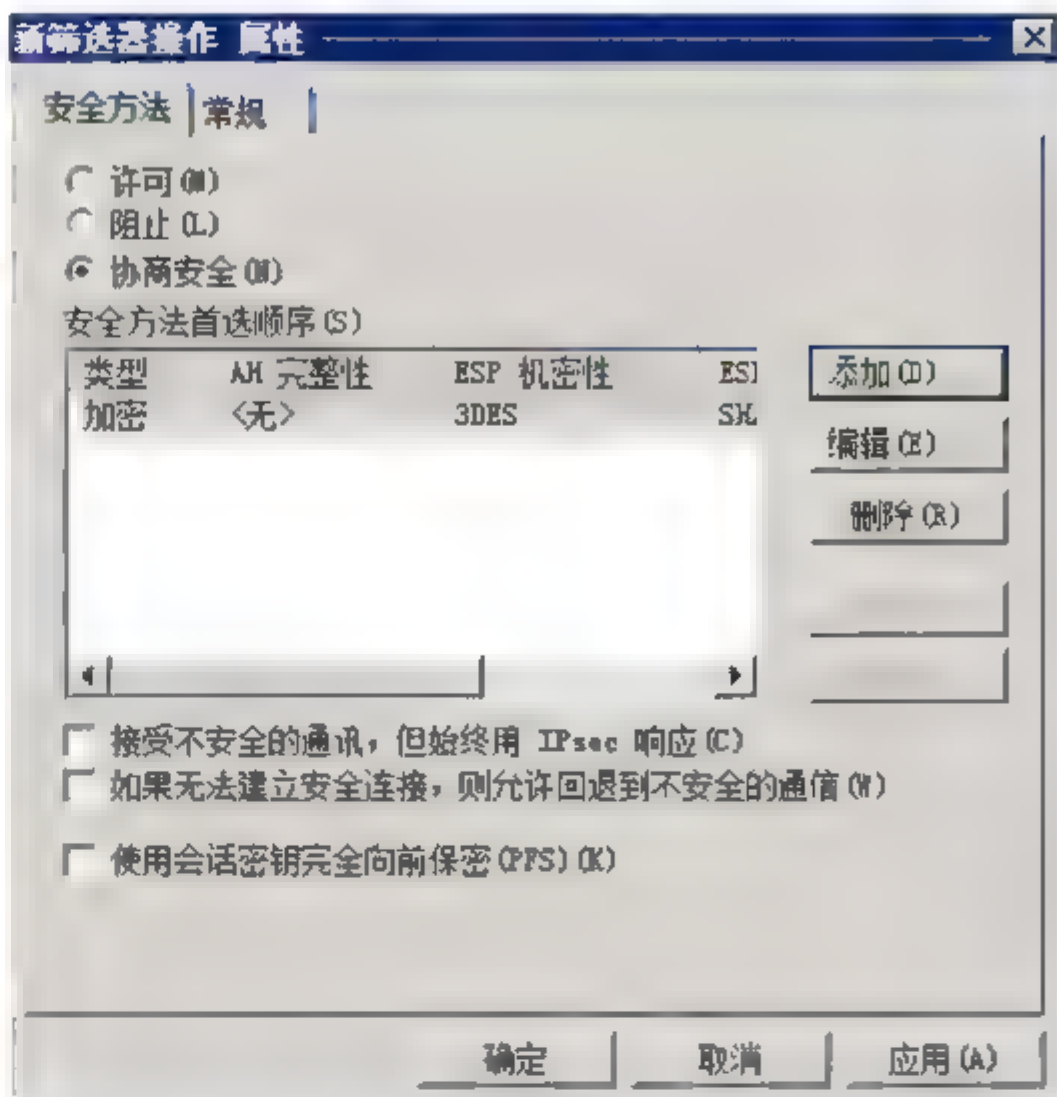 新筛选器操作 属性
安全方法 常规
许可(M)
阻止(L)
协商安全(N)
安全方法首选顺序(S)
类型 AH 完整性 ESP 机密性 ESI
加密 <无> 3DES SH
添加(D)
编辑(E)
删除(R)
接受不安全的通讯,但始终用 IPsec 响应(C)
如果无法建立安全连接,则允许回退到不安全的通信(W)
使用会话密钥完全向前保密(PFS)(K)
确定 取消 应用(A)